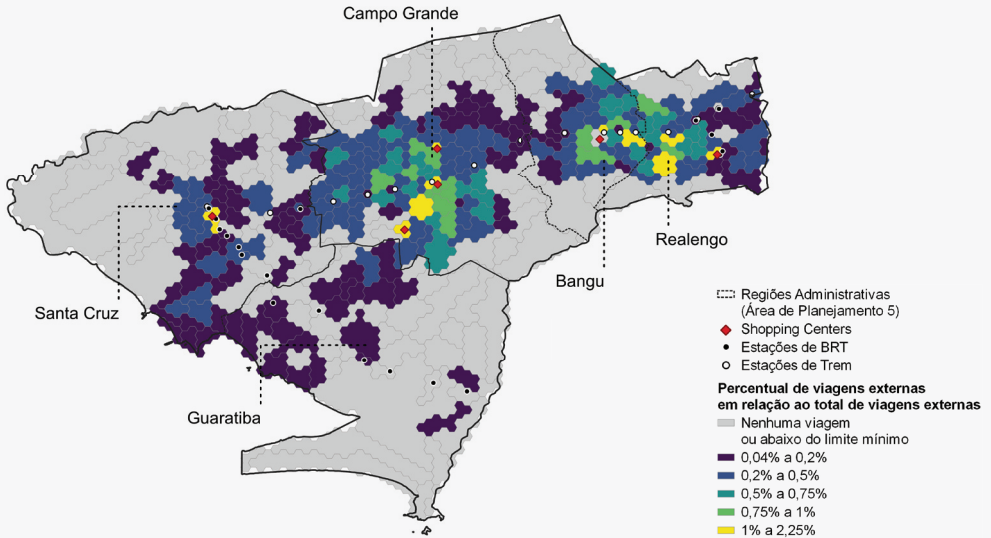 Campo Grande
Realengo
Bangu
Santa Cruz
Guaratiba
Regiões Administrativas
(Área de Planejamento 5)
Shopping Centers
Estações de BRT
Estações de Trem
Percentual de viagens externas
em relação ao total de viagens externas
Nenhuma viagem
ou abaixo do limite mínimo
0,04% a 0,2%
0,2% a 0,5%
0,5% a 0,75%
0,75% a 1%
1% a 2,25%